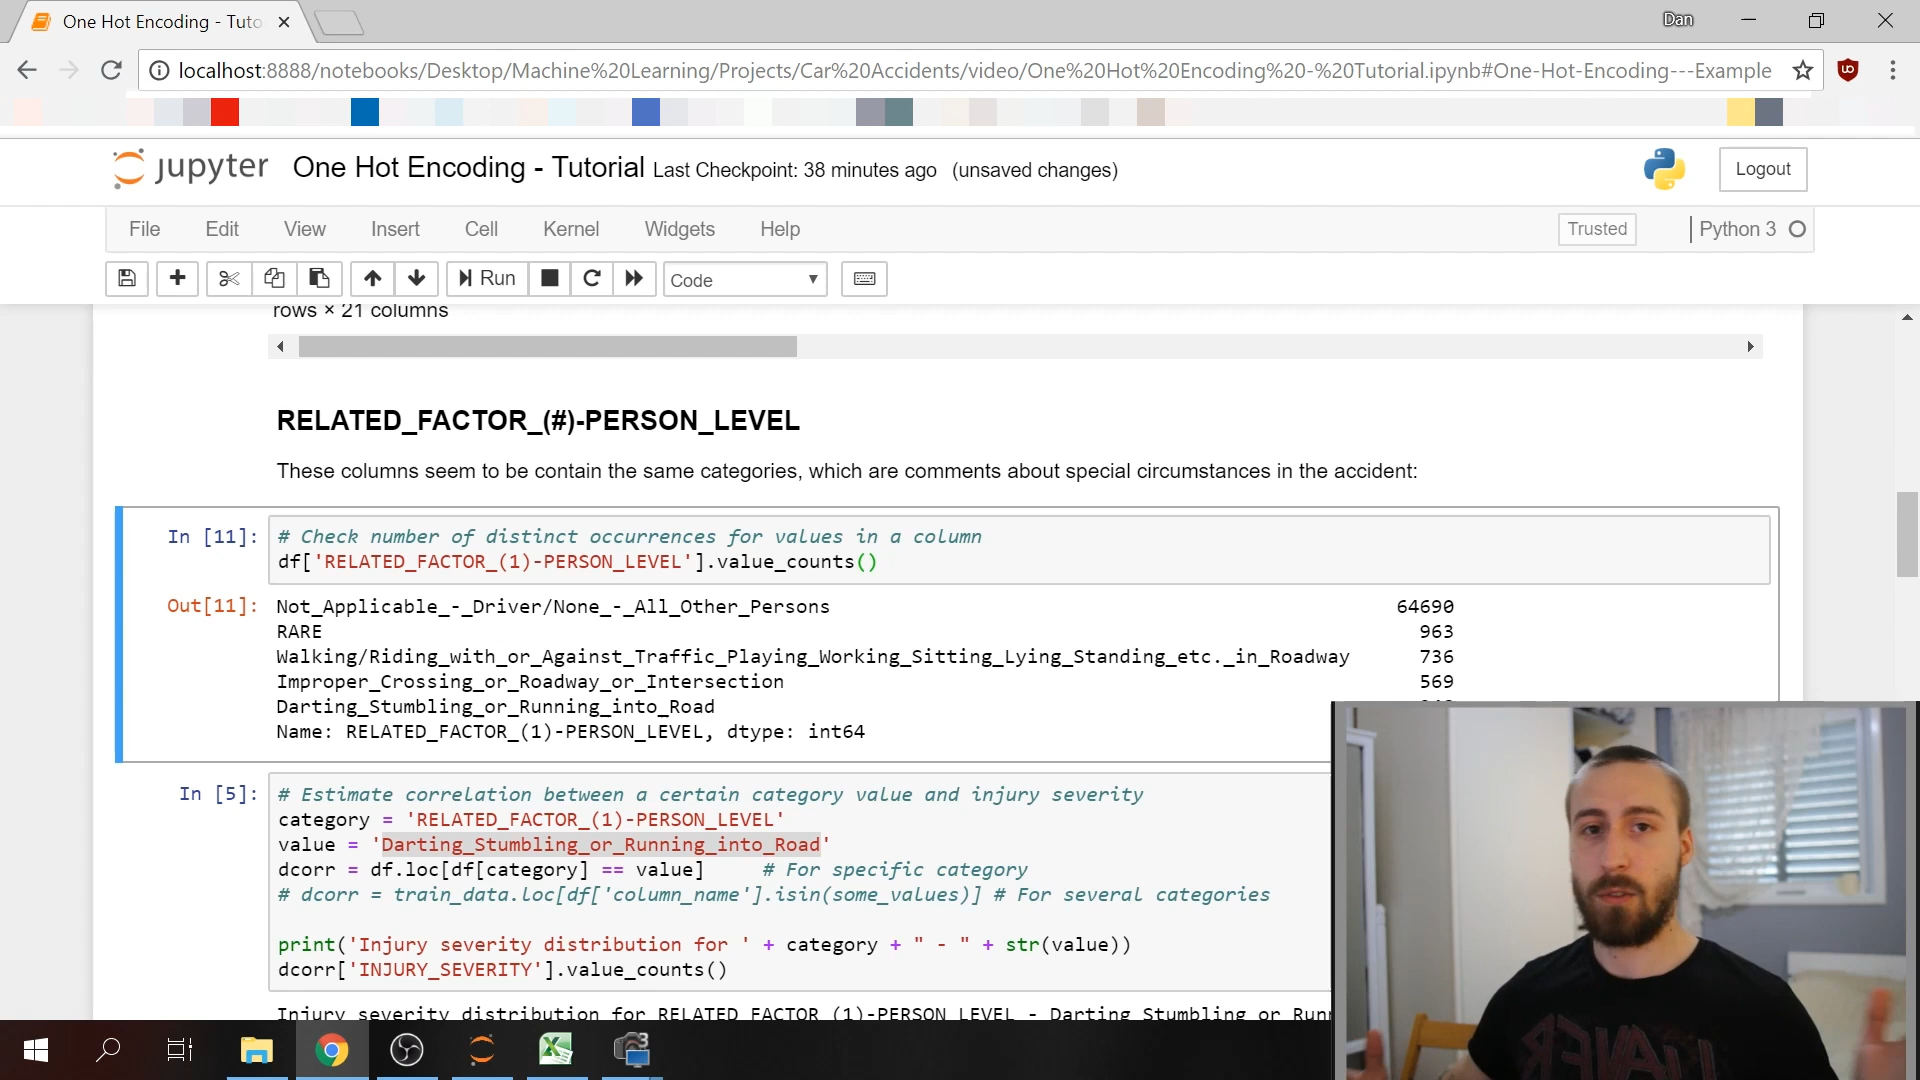 One Hot Encoding - Tuto
Dan
localhost:8888/notebooks/Desktop/Machine%20Learning/Projects/Car%20Accidents/video/One%20Hot%20Encoding%20-%20Tutorial.ipynb#One-Hot-Encoding---Example
jupyter One Hot Encoding - Tutorial Last Checkpoint: 38 minutes ago (unsaved changes)
Logout
File Edit View Insert Cell Kernel Widgets Help
Trusted
Python 3
Run
Code
rows × 21 columns
RELATED_FACTOR_(#)-PERSON_LEVEL
These columns seem to be contain the same categories, which are comments about special circumstances in the accident:
In [11]: # Check number of distinct occurrences for values in a column
df['RELATED_FACTOR_(1)-PERSON_LEVEL'].value_counts()
Out[11]: Not_Applicable_-_Driver/None_-_All_Other_Persons 64690
RARE 963
Walking/Riding_with_or_Against_Traffic_Playing_Working_Sitting_Lying_Standing_etc._in_Roadway 736
Improper_Crossing_or_Roadway_or_Intersection 569
Darting_Stumbling_or_Running_into_Road
Name: RELATED_FACTOR_(1)-PERSON_LEVEL, dtype: int64
In [5]: # Estimate correlation between a certain category value and injury severity
category = 'RELATED_FACTOR_(1)-PERSON_LEVEL'
value = 'Darting_Stumbling_or_Running_into_Road'
dcorr = df.loc[df[category] == value] # For specific category
# dcorr = train_data.loc[df['column_name'].isin(some_values)] # For several categories
print('Injury severity distribution for ' + category + " - " + str(value))
dcorr['INJURY_SEVERITY'].value_counts()
Injury severity distribution for RELATED_FACTOR_(1)-PERSON_LEVEL - Darting_Stumbling_or_Runn